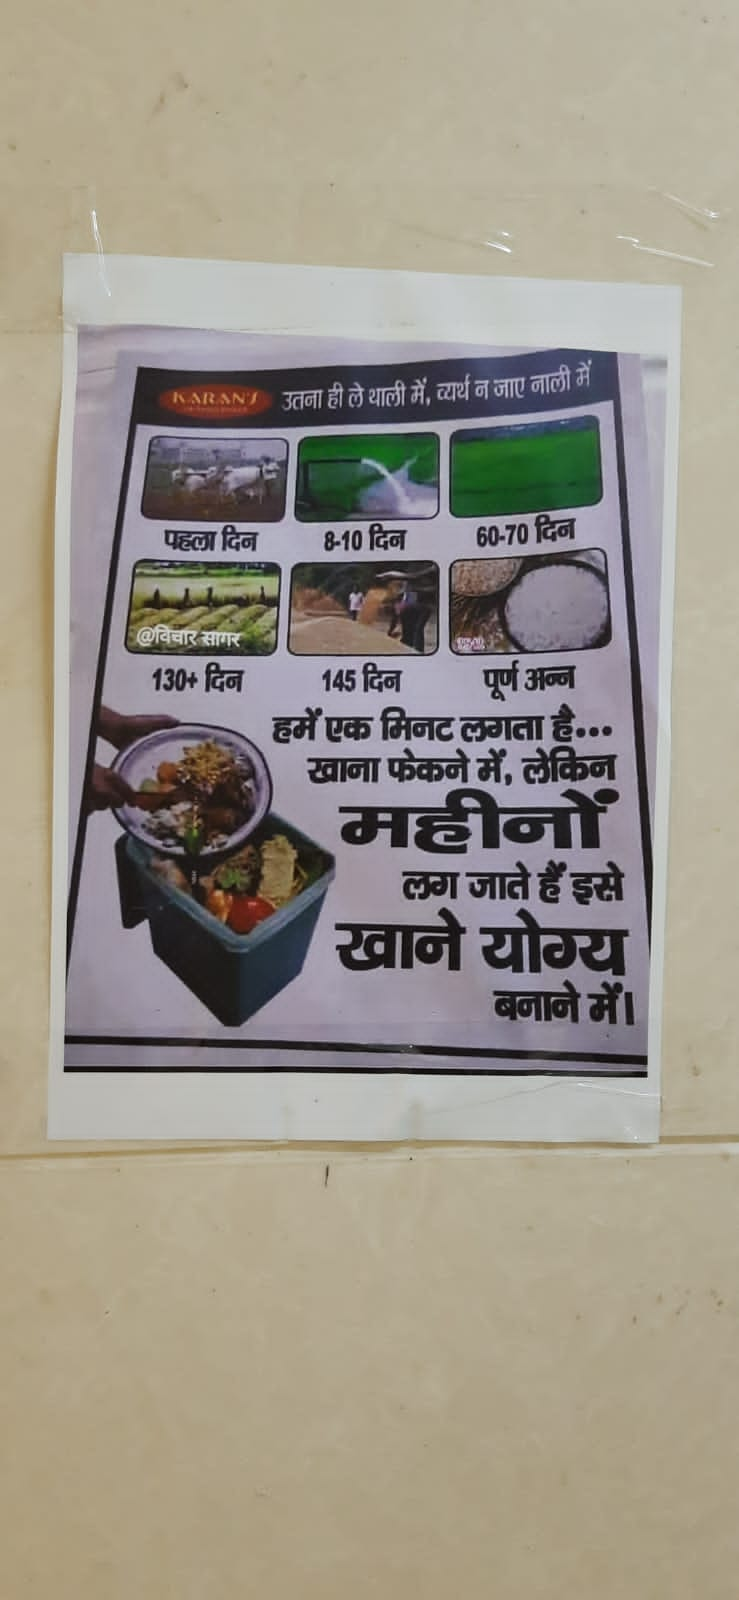 KARAN'S उतना ही ले थाली में, व्यर्थ न जाए नाली में
पहला दिन 8-10 दिन 60-70 दिन
@विचार सागर
130+ दिन 145 दिन पूर्ण अन्न
हमें एक मिनट लगता है...
खाना फेकने में, लेकिन
महीनों
लग जाते हैं इसे
खाने योग्य
बनाने में।